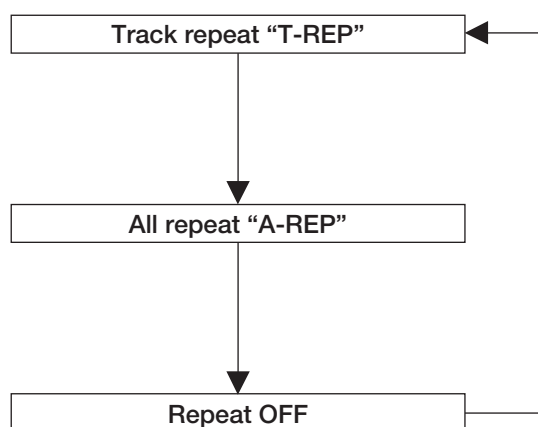 Track repeat “T-REP”
All repeat “A-REP”
Repeat OFF